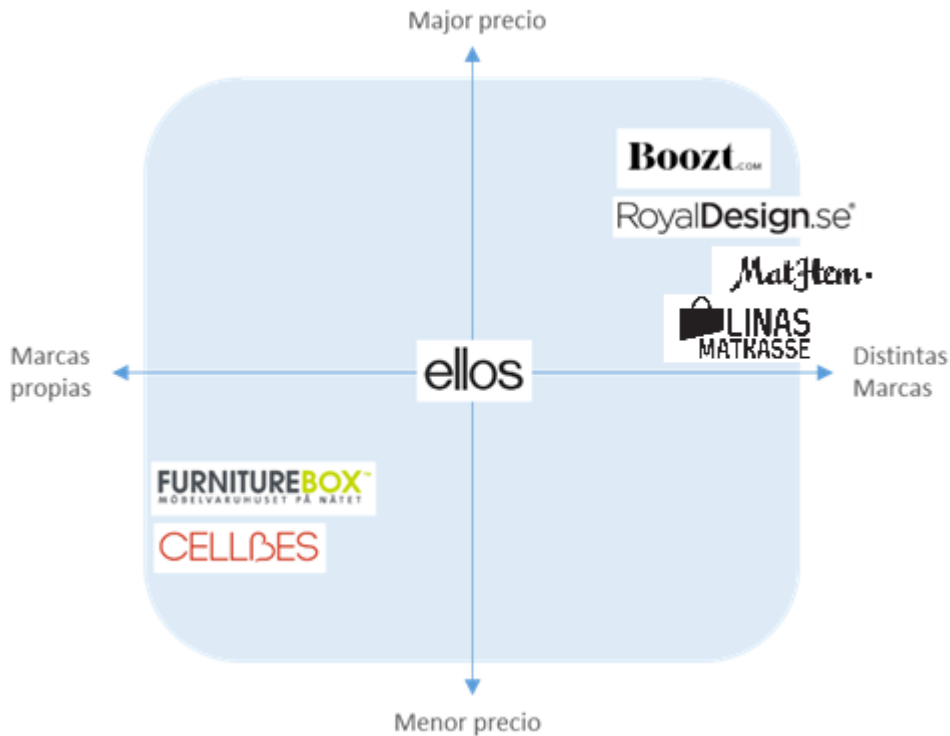 Major precio
Boozt.COM
RoyalDesign.se®
MatHem.
LINAS
MATKASSE
Marcas
propias
ellos
Distintas
Marcas
FURNITUREBOX™
MÖBELVARUHUSET PÅ NÄTET
CELLBES
Menor precio